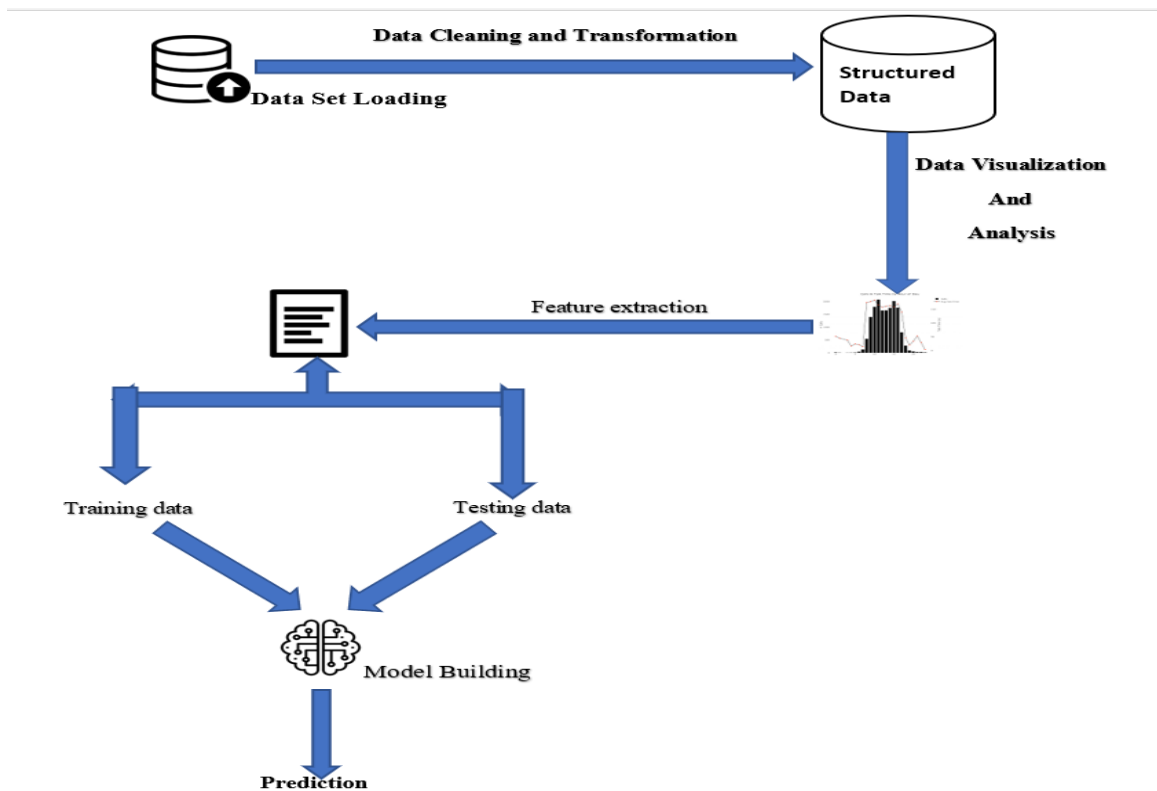 Data Cleaning and Transformation
Data Set Loading
Structured
Data
Data Visualization
And
Analysis
Feature extraction
Training data
Testing data
Model Building
Prediction